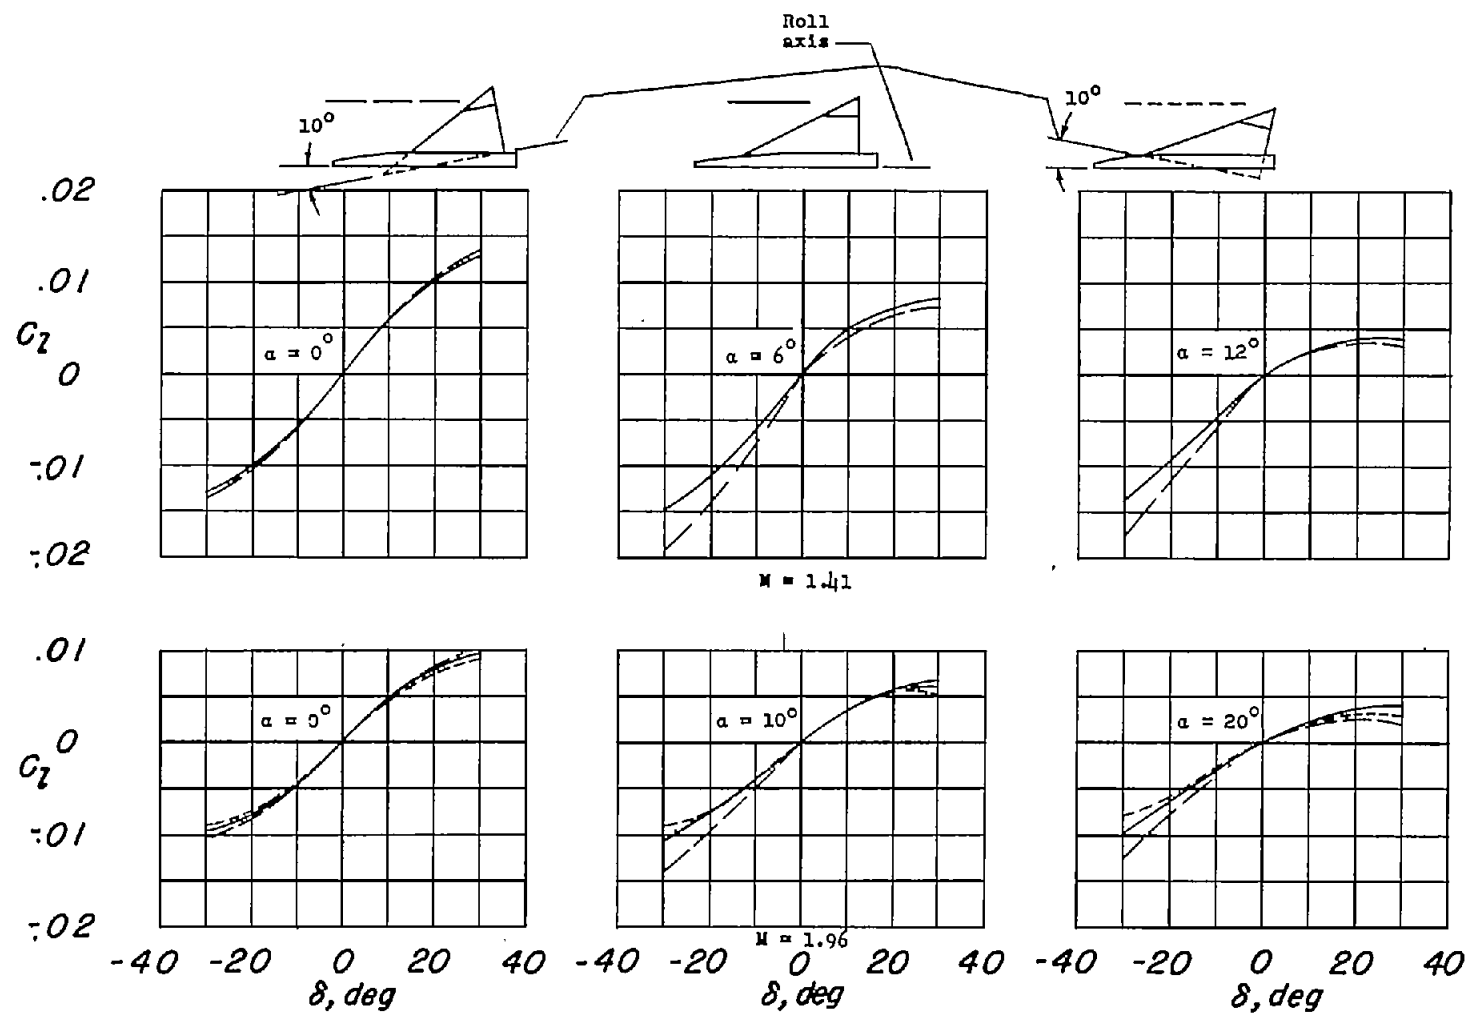 Roll
axis
10°
10°
.02
.01
0
-.01
-.02
C_l
α = 0°
α = 6°
α = 12°
M = 1.41
.01
0
-.01
-.02
C_l
α = 0°
α = 10°
α = 20°
M = 1.96
-40 -20 0 20 40 -40 -20 0 20 40 -40 -20 0 20 40
δ, deg δ, deg δ, deg